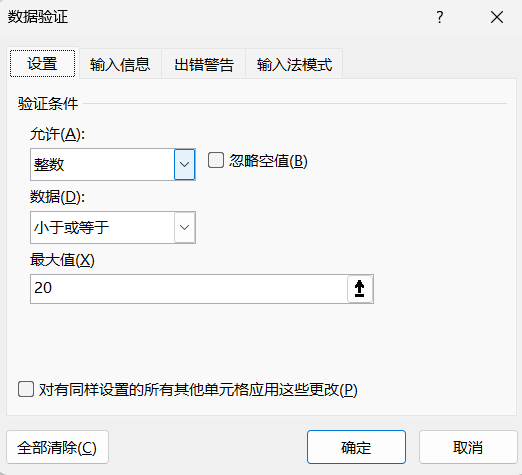 数据验证
设置 输入信息 出错警告 输入法模式
验证条件
允许(A):
整数 忽略空值(B)
数据(D):
小于或等于
最大值(X)
20
对有同样设置的所有其他单元格应用这些更改(P)
全部清除(C) 确定 取消